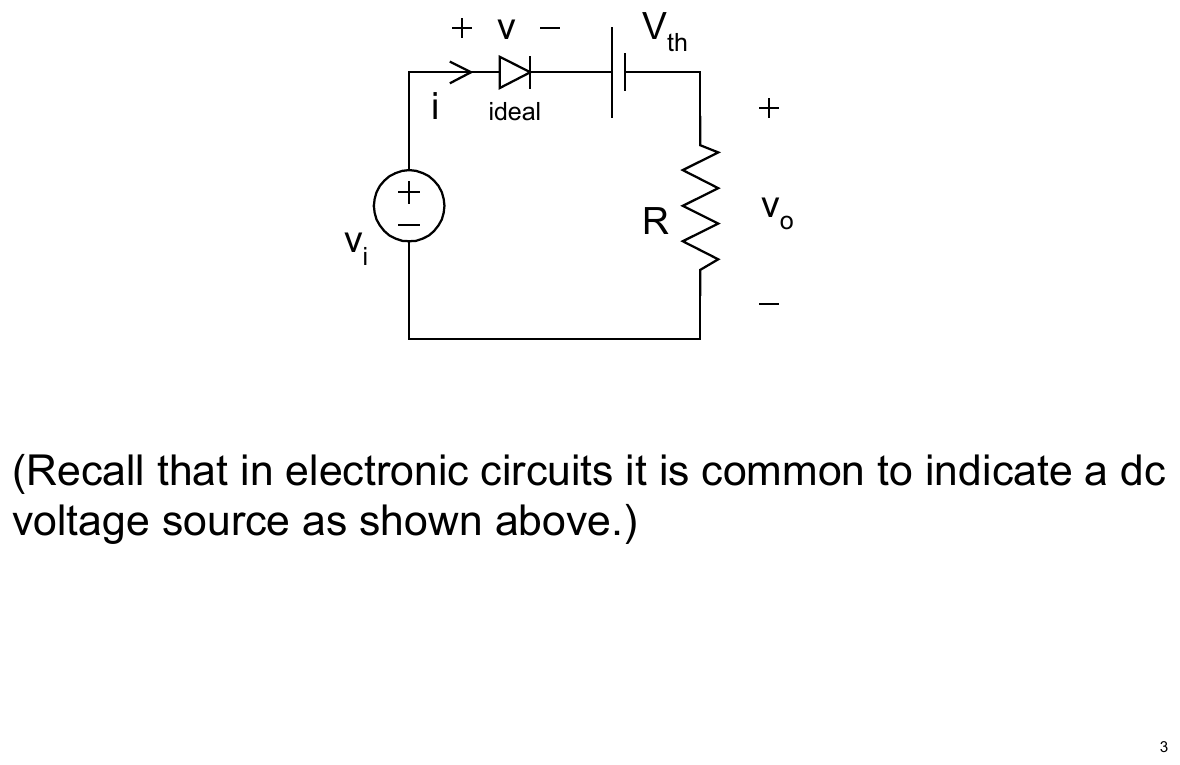 + v −
V_th
i
ideal
+
+
−
v_i
R
v_o
−
(Recall that in electronic circuits it is common to indicate a dc
voltage source as shown above.)
3